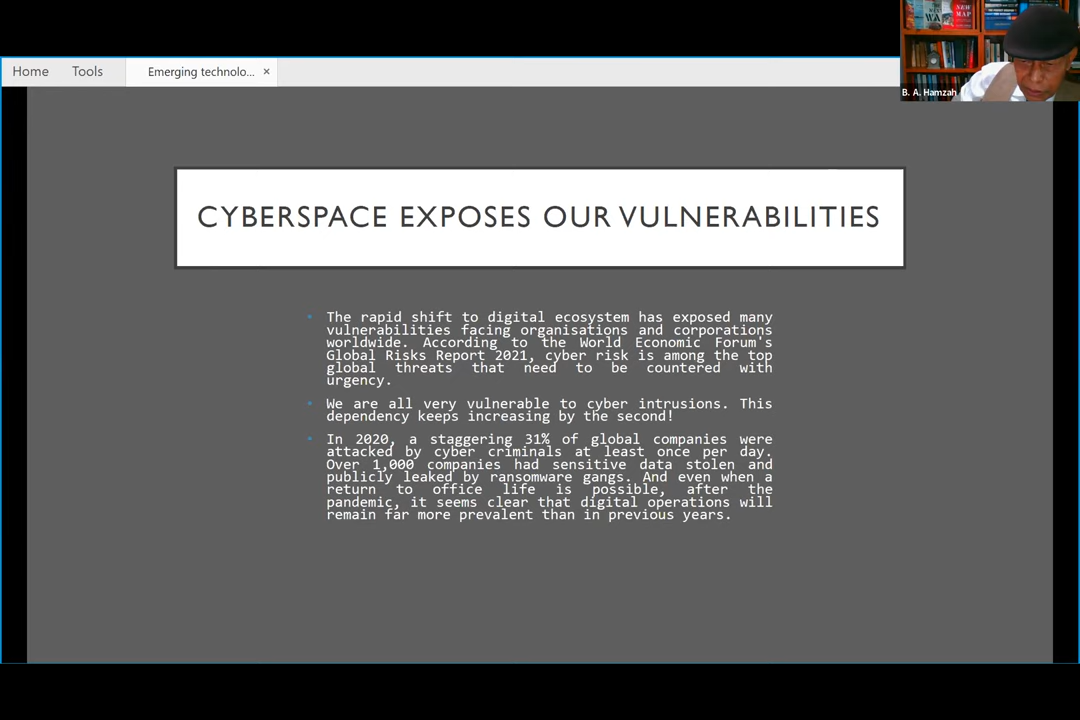 NEW
MAP
B. A. Hamzah
Home Tools Emerging technolo... ×
CYBERSPACE EXPOSES OUR VULNERABILITIES
• The rapid shift to digital ecosystem has exposed many
vulnerabilities facing organisations and corporations
worldwide. According to the World Economic Forum's
Global Risks Report 2021, cyber risk is among the top
global threats that need to be countered with
urgency.
• We are all very vulnerable to cyber intrusions. This
dependency keeps increasing by the second!
• In 2020, a staggering 31% of global companies were
attacked by cyber criminals at least once per day.
Over 1,000 companies had sensitive data stolen and
publicly leaked by ransomware gangs. And even when a
return to office life is possible, after the
pandemic, it seems clear that digital operations will
remain far more prevalent than in previous years.